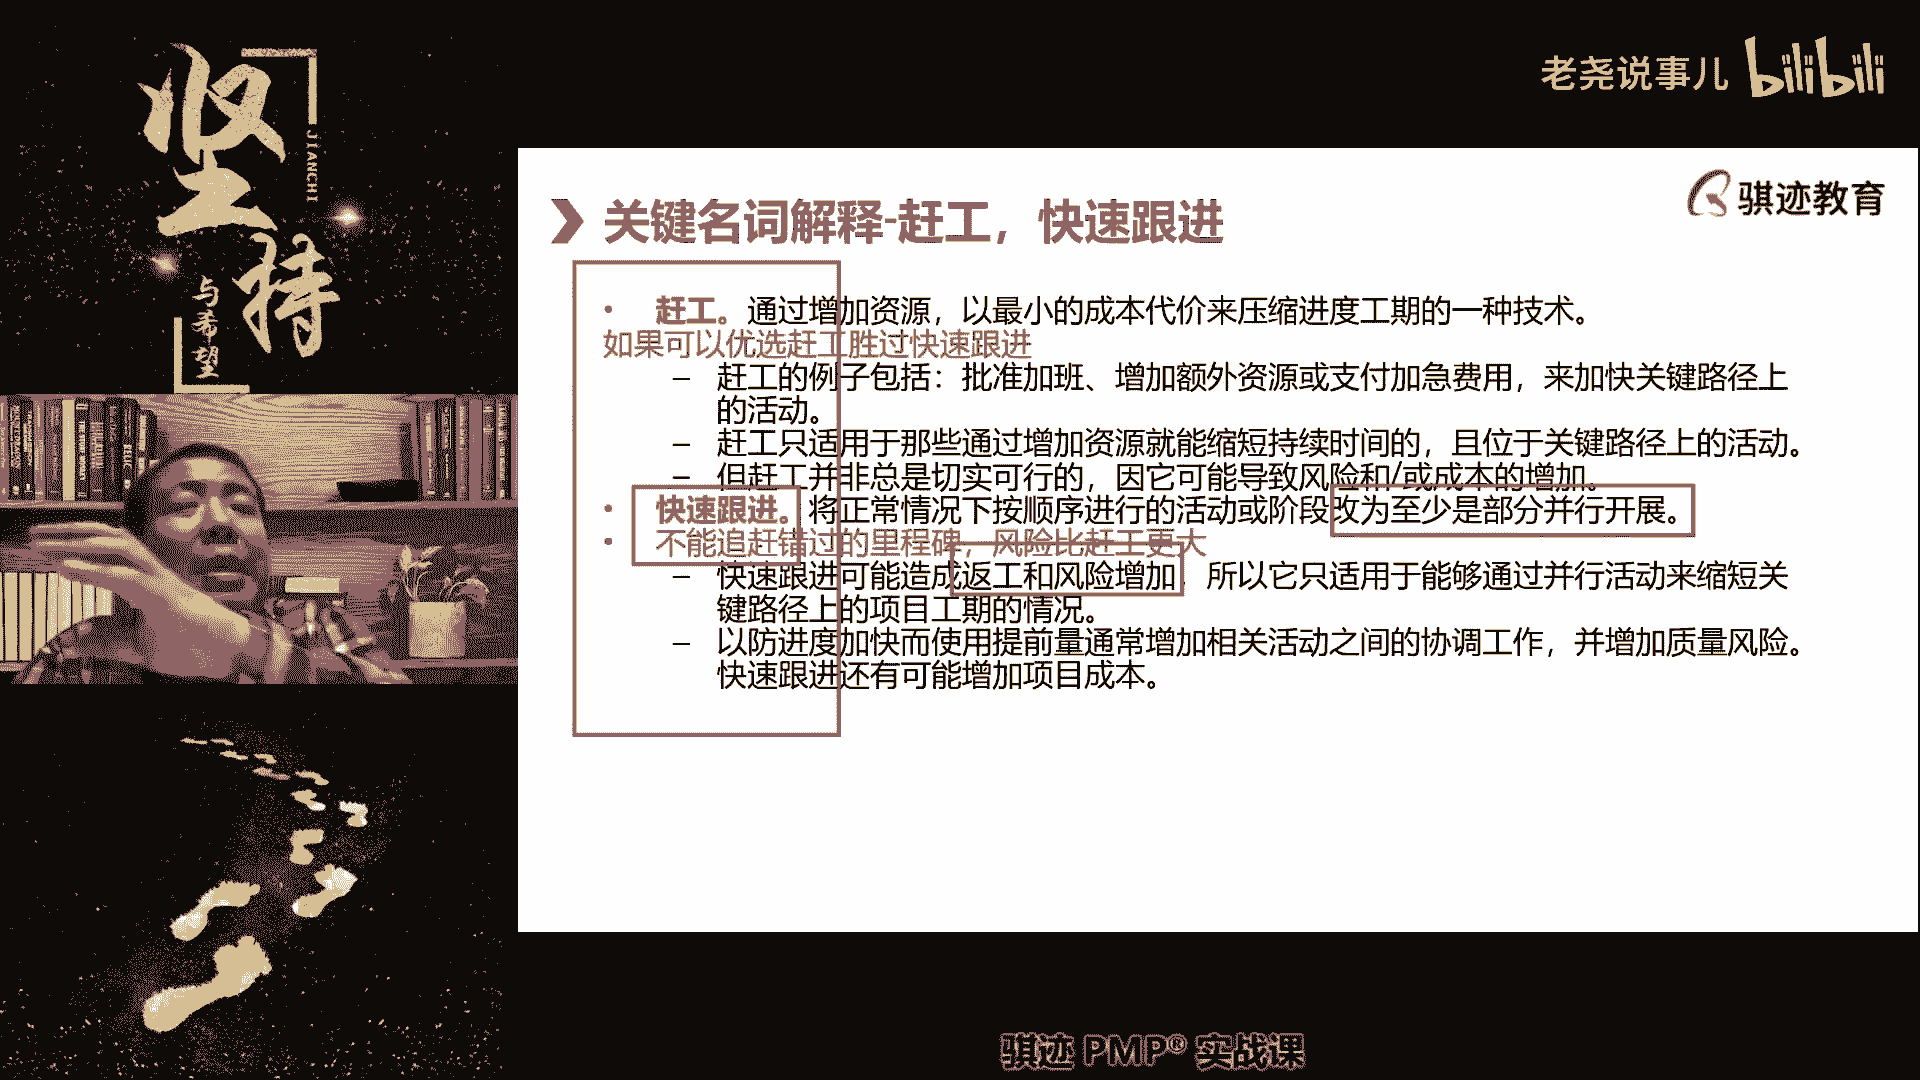 坚持
JIANCHI
与希望
老尧说事儿 bilibili
骐迹教育
关键名词解释-赶工，快速跟进
• 赶工。通过增加资源，以最小的成本代价来压缩进度工期的一种技术。
如果可以优选赶工胜过快速跟进
– 赶工的例子包括：批准加班、增加额外资源或支付加急费用，来加快关键路径上
的活动。
– 赶工只适用于那些通过增加资源就能缩短持续时间的，且位于关键路径上的活动。
– 但赶工并非总是切实可行的，因它可能导致风险和/或成本的增加。
• 快速跟进。将正常情况下按顺序进行的活动或阶段改为至少是部分并行开展。
• 不能追赶错过的里程碑，风险比赶工更大
– 快速跟进可能造成返工和风险增加，所以它只适用于能够通过并行活动来缩短关
键路径上的项目工期的情况。
– 以防进度加快而使用提前量通常增加相关活动之间的协调工作，并增加质量风险。
快速跟进还有可能增加项目成本。
骐迹 PMP® 实战课